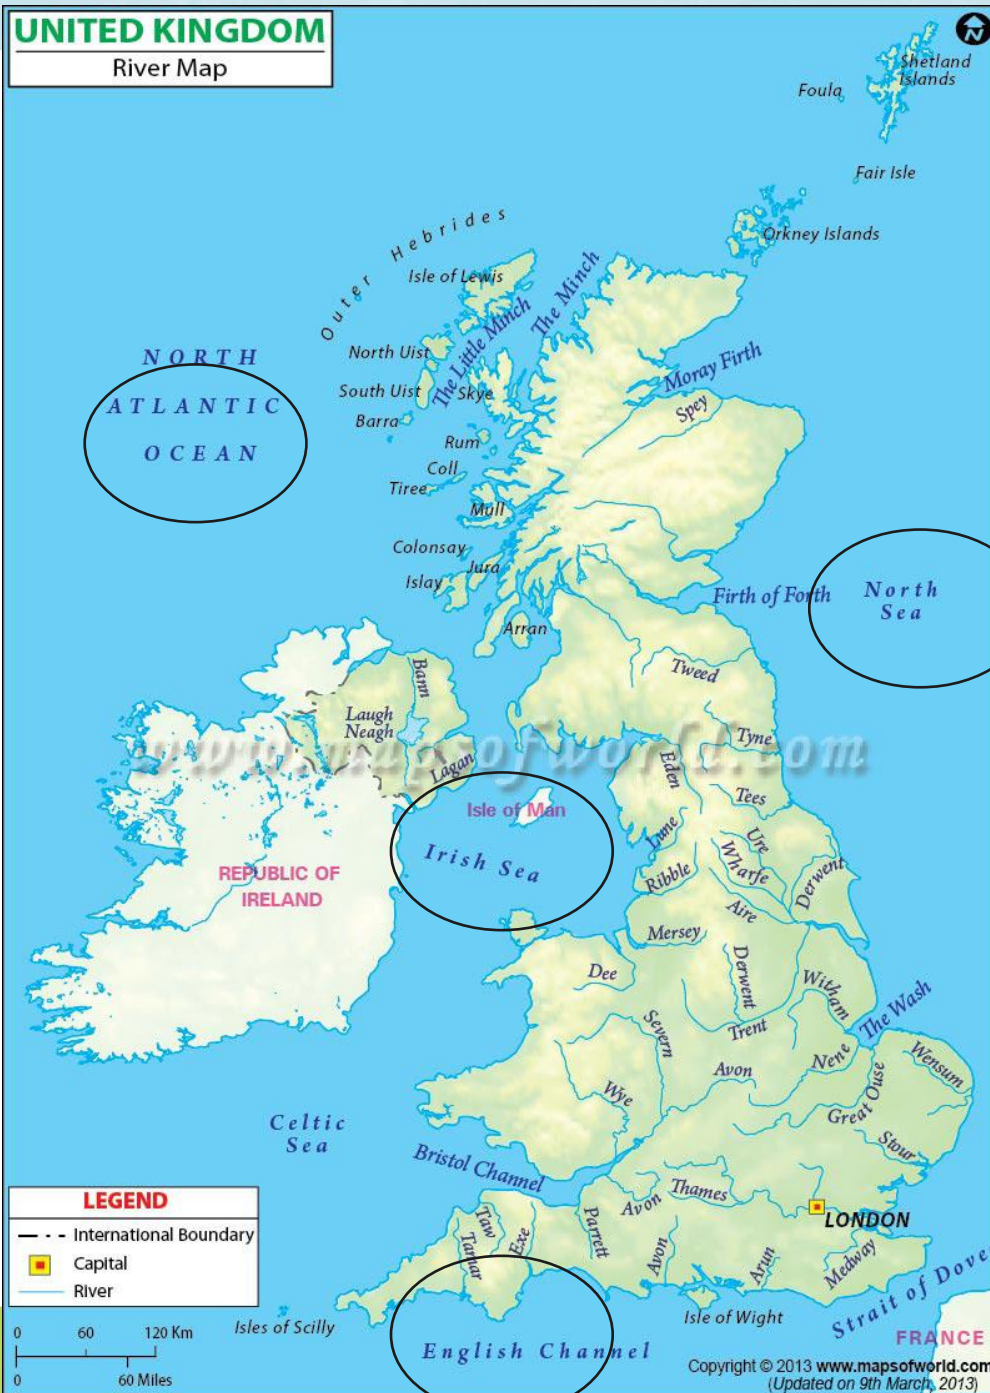 UNITED KINGDOM
River Map
N
Shetland
Islands
Foula
Fair Isle
Orkney Islands
Outer Hebrides
Isle of Lewis
The Minch
The Little Minch
North Uist
South Uist
Skye
Barra
Rum
Coll
Tiree
Mull
Colonsay
Jura
Islay
Arran
NORTH
ATLANTIC
OCEAN
Moray Firth
Spey
Firth of Forth
North
Sea
Tweed
Bann
Laugh
Neagh
Lagan
www.mapsofworld.com
Tyne
Eden
Tees
Isle of Man
Lune
Ure
Wharfe
Irish Sea
Ribble
Derwent
REPUBLIC OF
IRELAND
Aire
Mersey
Dee
Derwent
Witham
The Wash
Trent
Severn
Nene
Wensum
Avon
Great Ouse
Wye
Stour
Celtic
Sea
Bristol Channel
Thames
Avon
LONDON
Taw
Tamar
Exe
Parrett
Avon
Arun
Medway
Strait of Dove
LEGEND
International Boundary
Capital
River
0 60 120 Km
0 60 Miles
Isles of Scilly
English Channel
Isle of Wight
FRANCE
Copyright © 2013 www.mapsofworld.com
(Updated on 9th March, 2013)